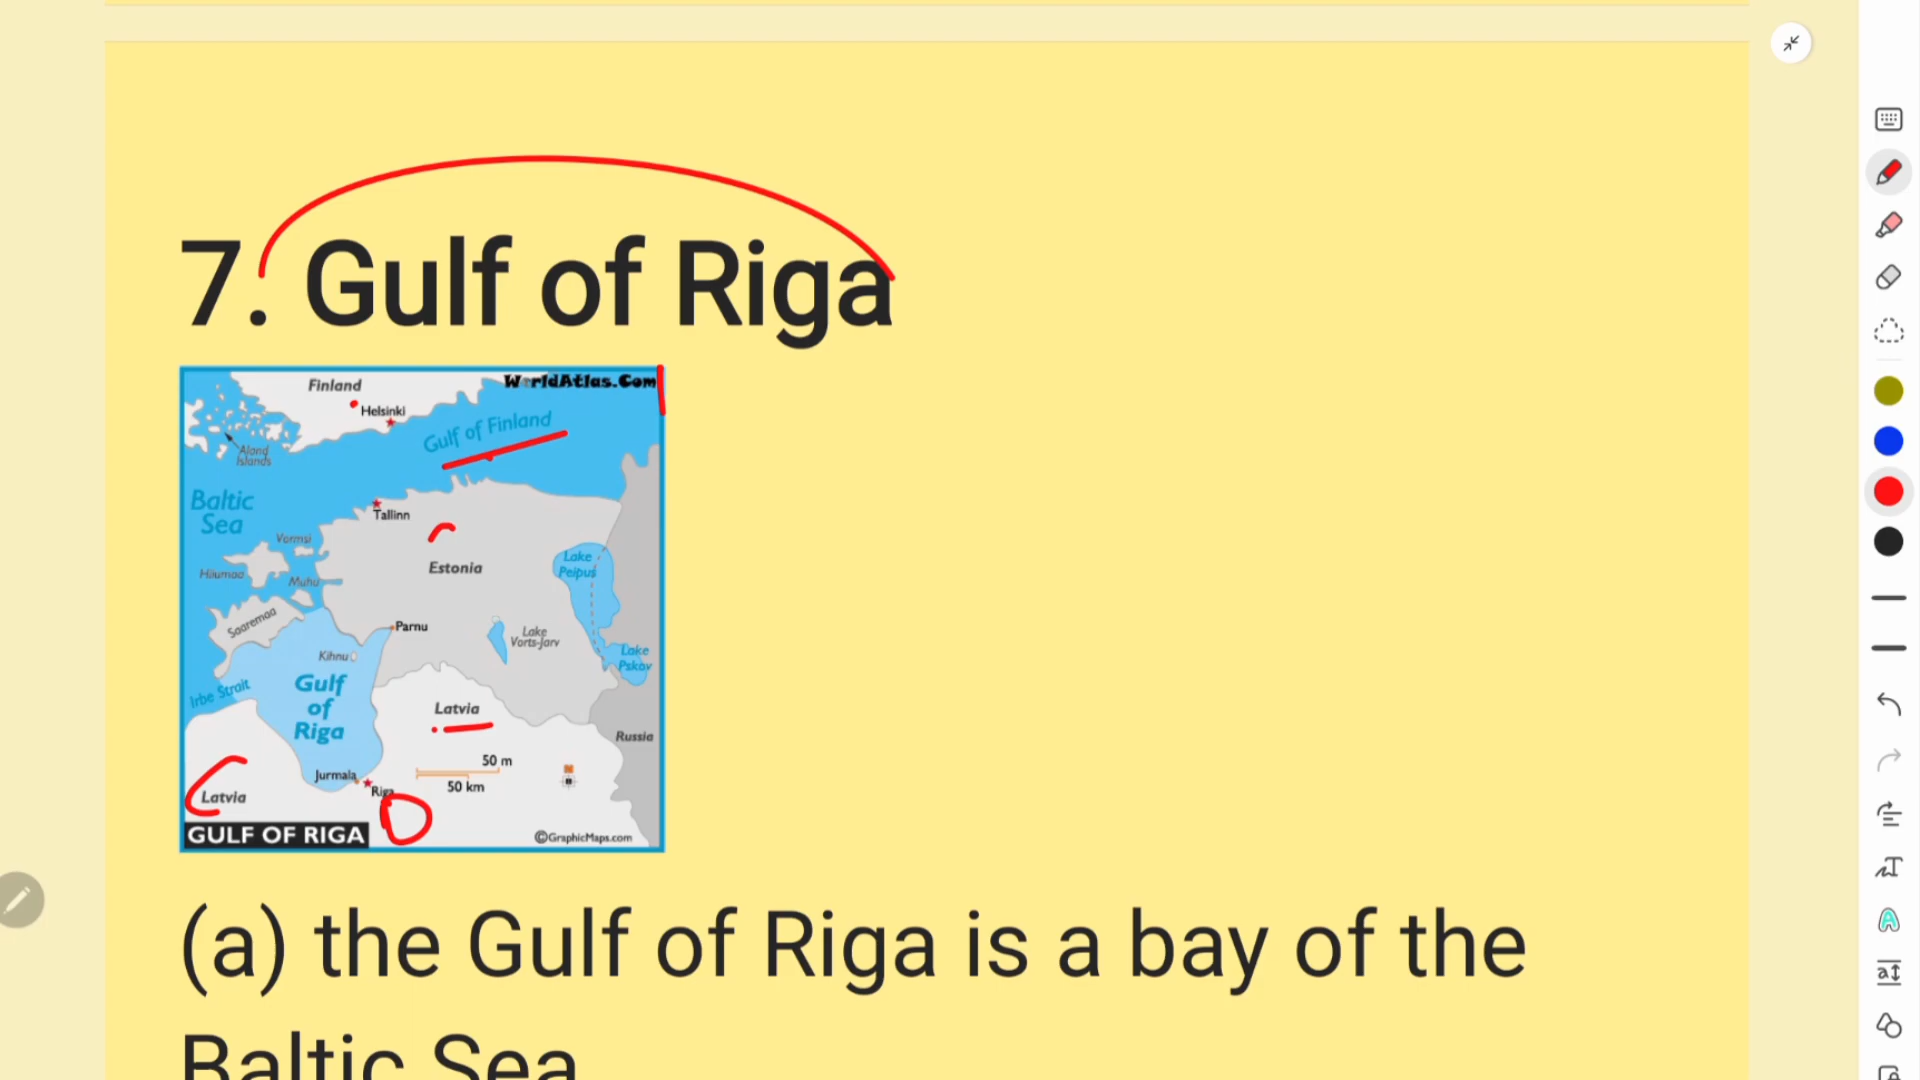 7. Gulf of Riga
WorldAtlas.Com
Finland
Helsinki
Gulf of Finland
Aland
Islands
Baltic
Sea
Tallinn
Vormsi
Hiiumaa
Muhu
Estonia
Lake
Peipus
Saaremaa
Parnu
Lake
Vorts-Jarv
Kihnu
Lake
Pskov
Irbe Strait
Gulf
of
Riga
Latvia
Russia
50 m
50 km
Jurmala
Riga
Latvia
GULF OF RIGA
©GraphicMaps.com
(a) the Gulf of Riga is a bay of the
Baltic Sea